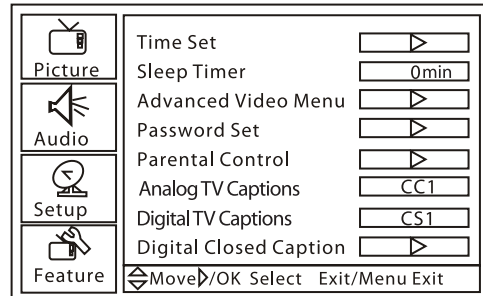 Picture
Audio
Setup
Feature
Time Set
Sleep Timer 0min
Advanced Video Menu
Password Set
Parental Control
Analog TV Captions CC1
Digital TV Captions CS1
Digital Closed Caption
Move /OK Select Exit/Menu Exit